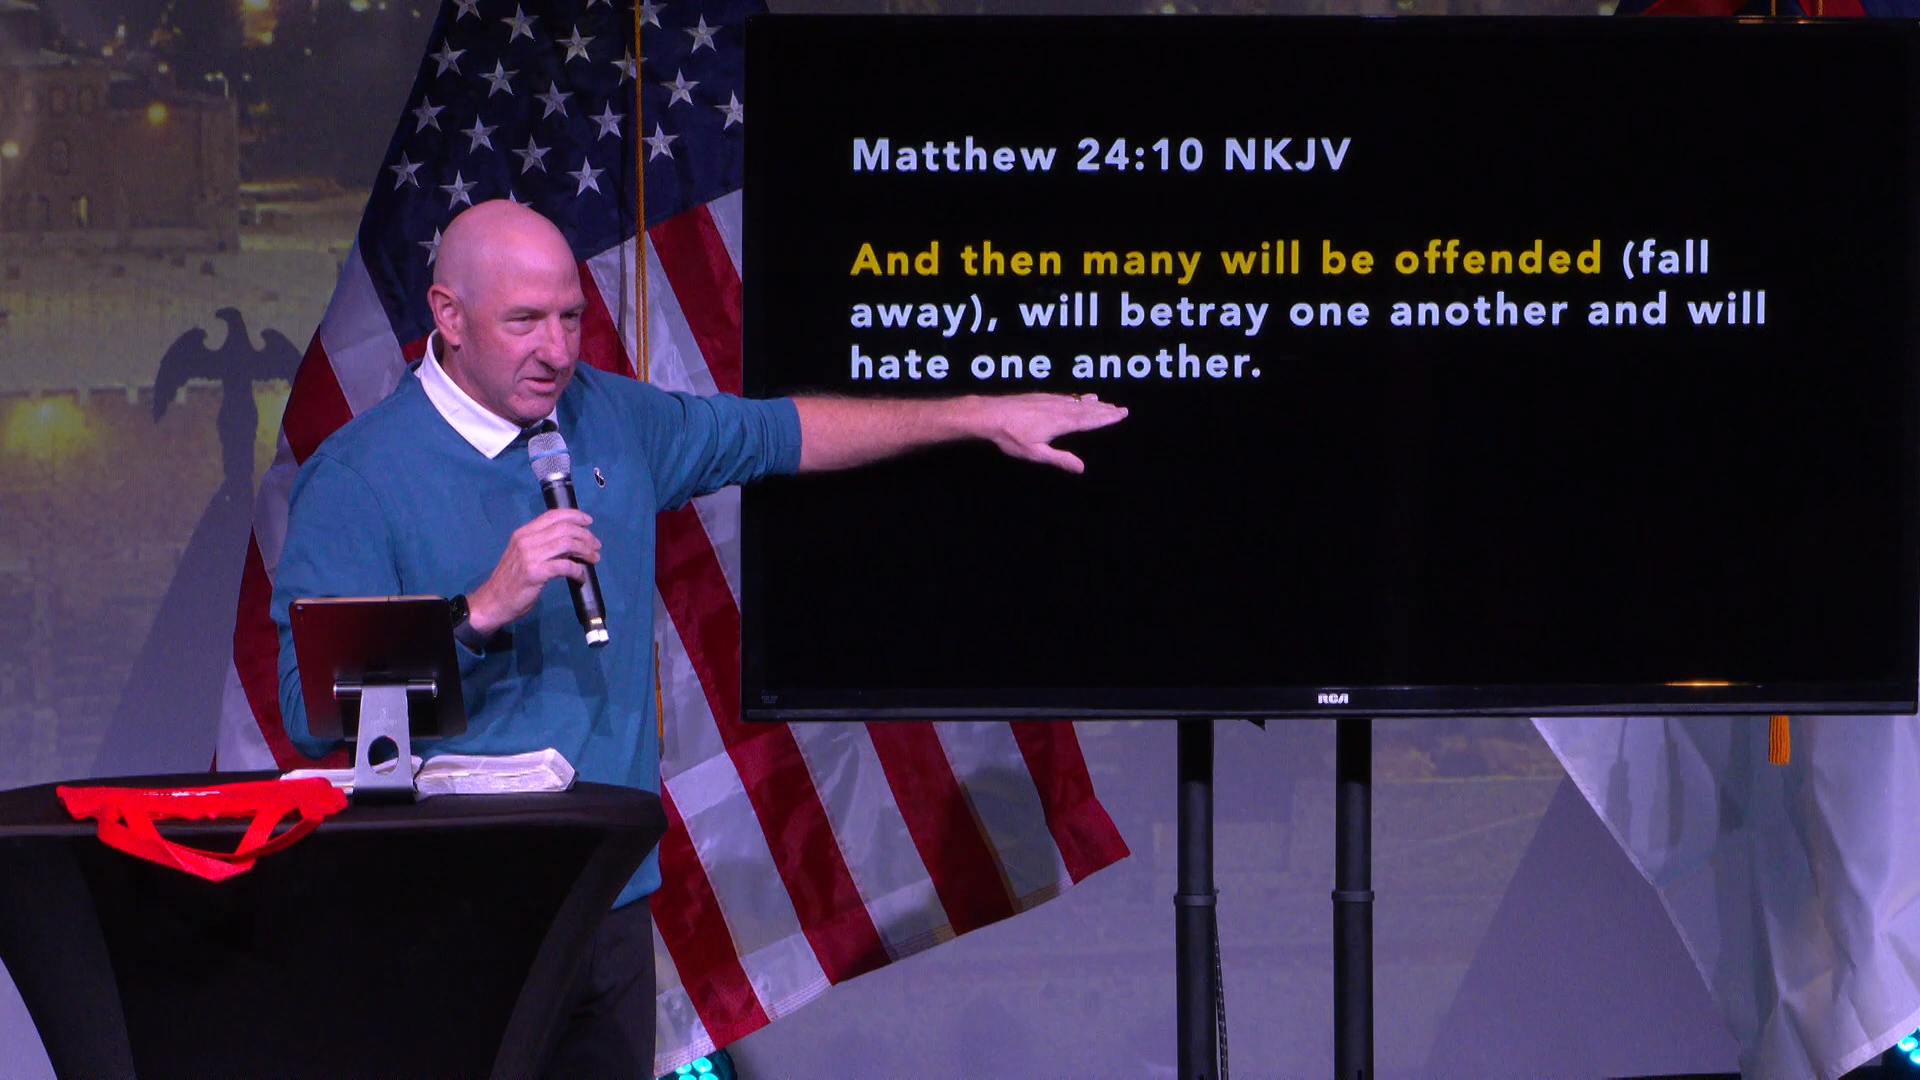 Matthew 24:10 NKJV
And then many will be offended (fall
away), will betray one another and will
hate one another.
RCA